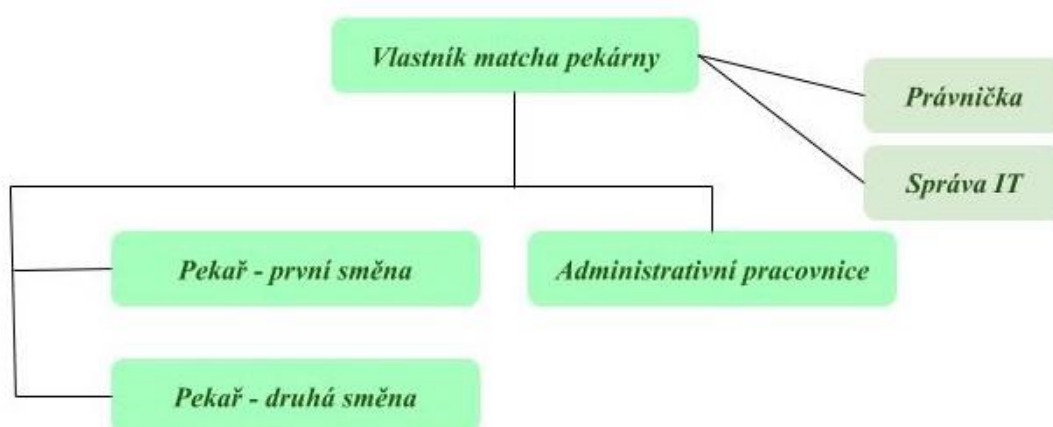 Vlastník matcha pekárny
Právnička
Správa IT
Pekař - první směna
Administrativní pracovnice
Pekař - druhá směna